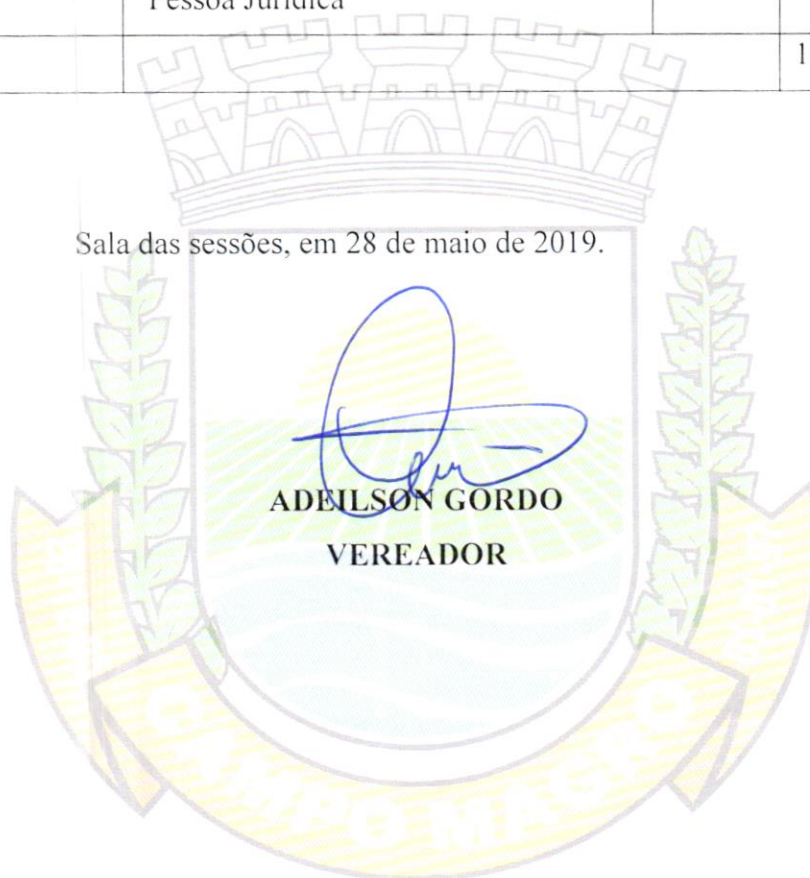 Pessoa Jurídica
1
Sala das sessões, em 28 de maio de 2019.
ADEILSON GORDO
VEREADOR
CAMPO MAGRO